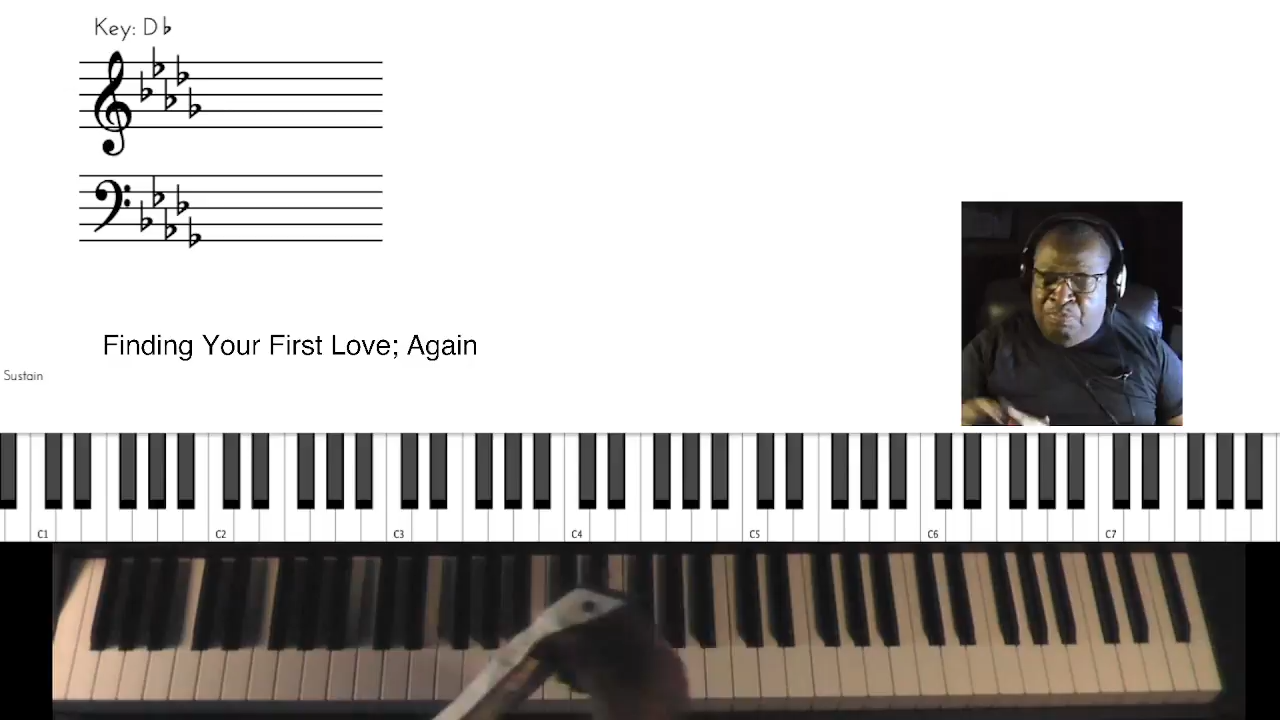 Key: D♭
Finding Your First Love; Again
Sustain
C1 C2 C3 C4 C5 C6 C7